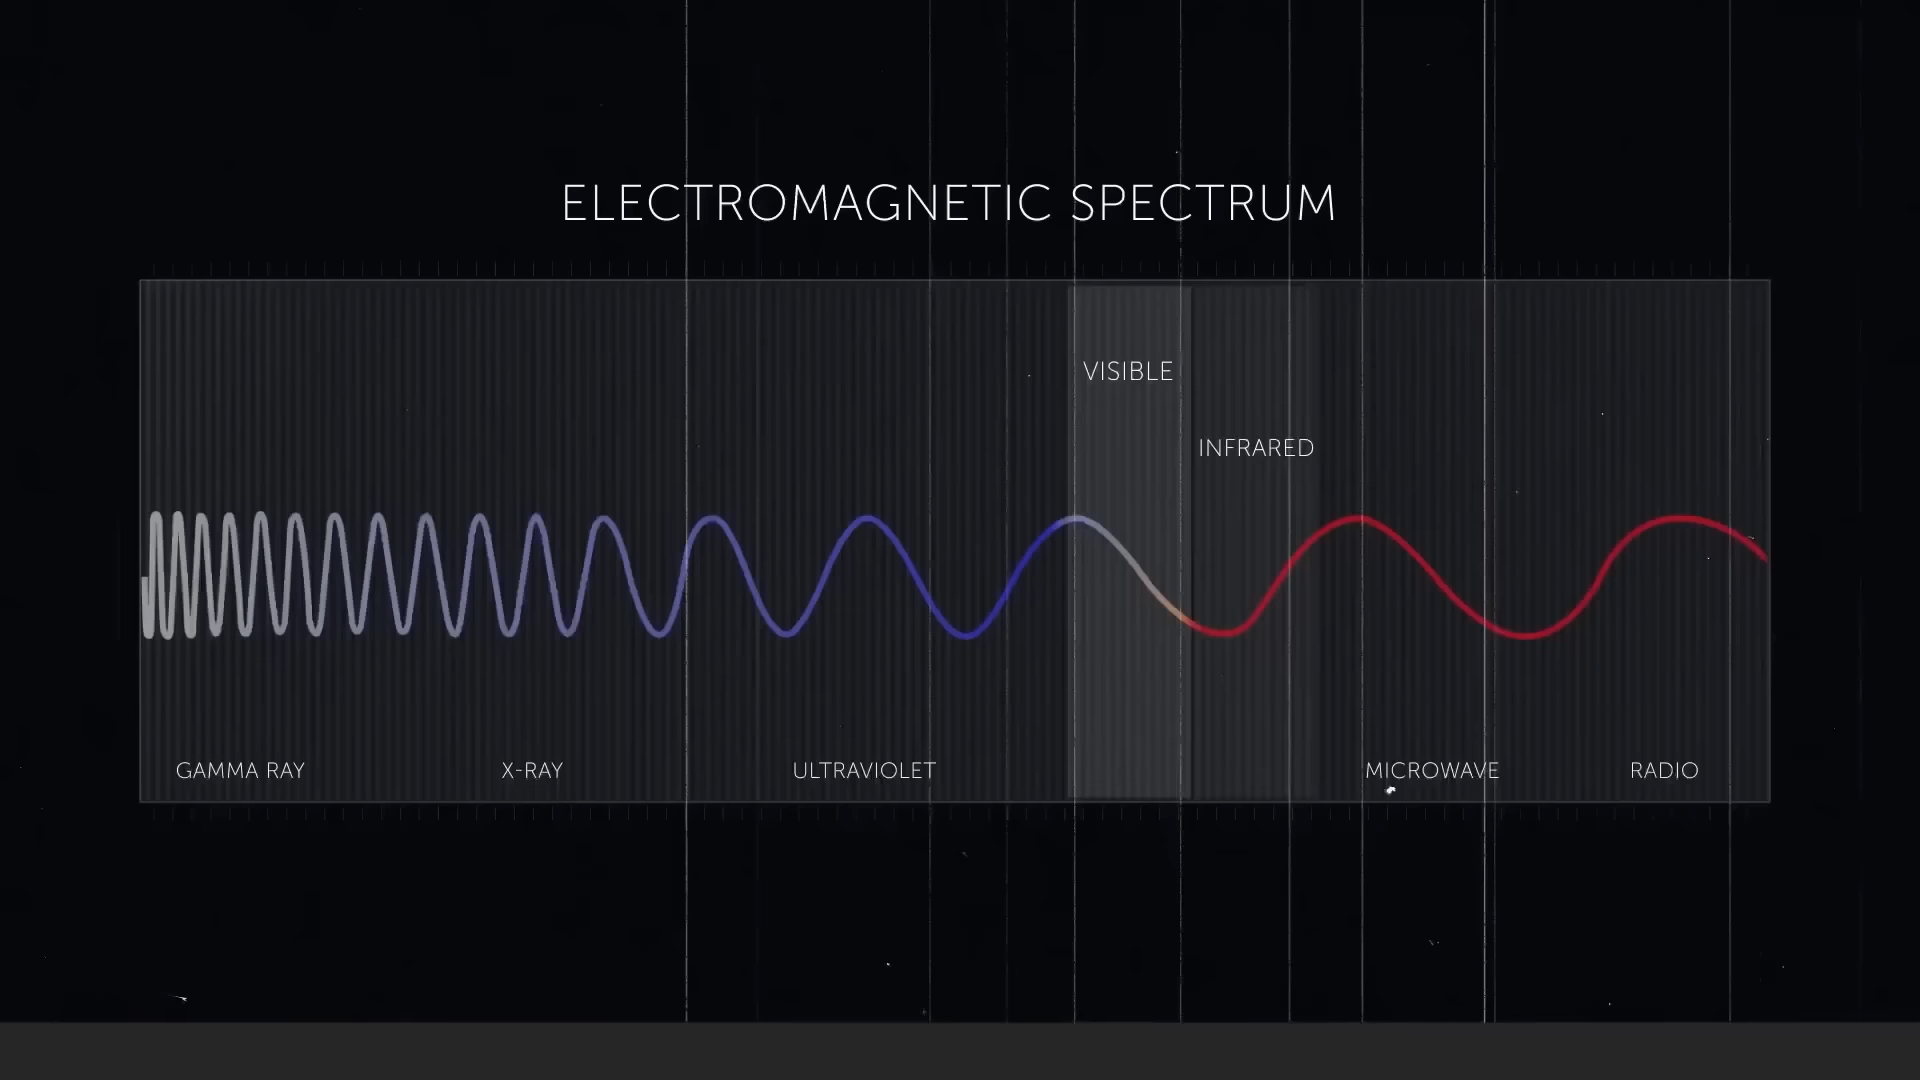 ELECTROMAGNETIC SPECTRUM
VISIBLE
INFRARED
GAMMA RAY
X-RAY
ULTRAVIOLET
MICROWAVE
RADIO